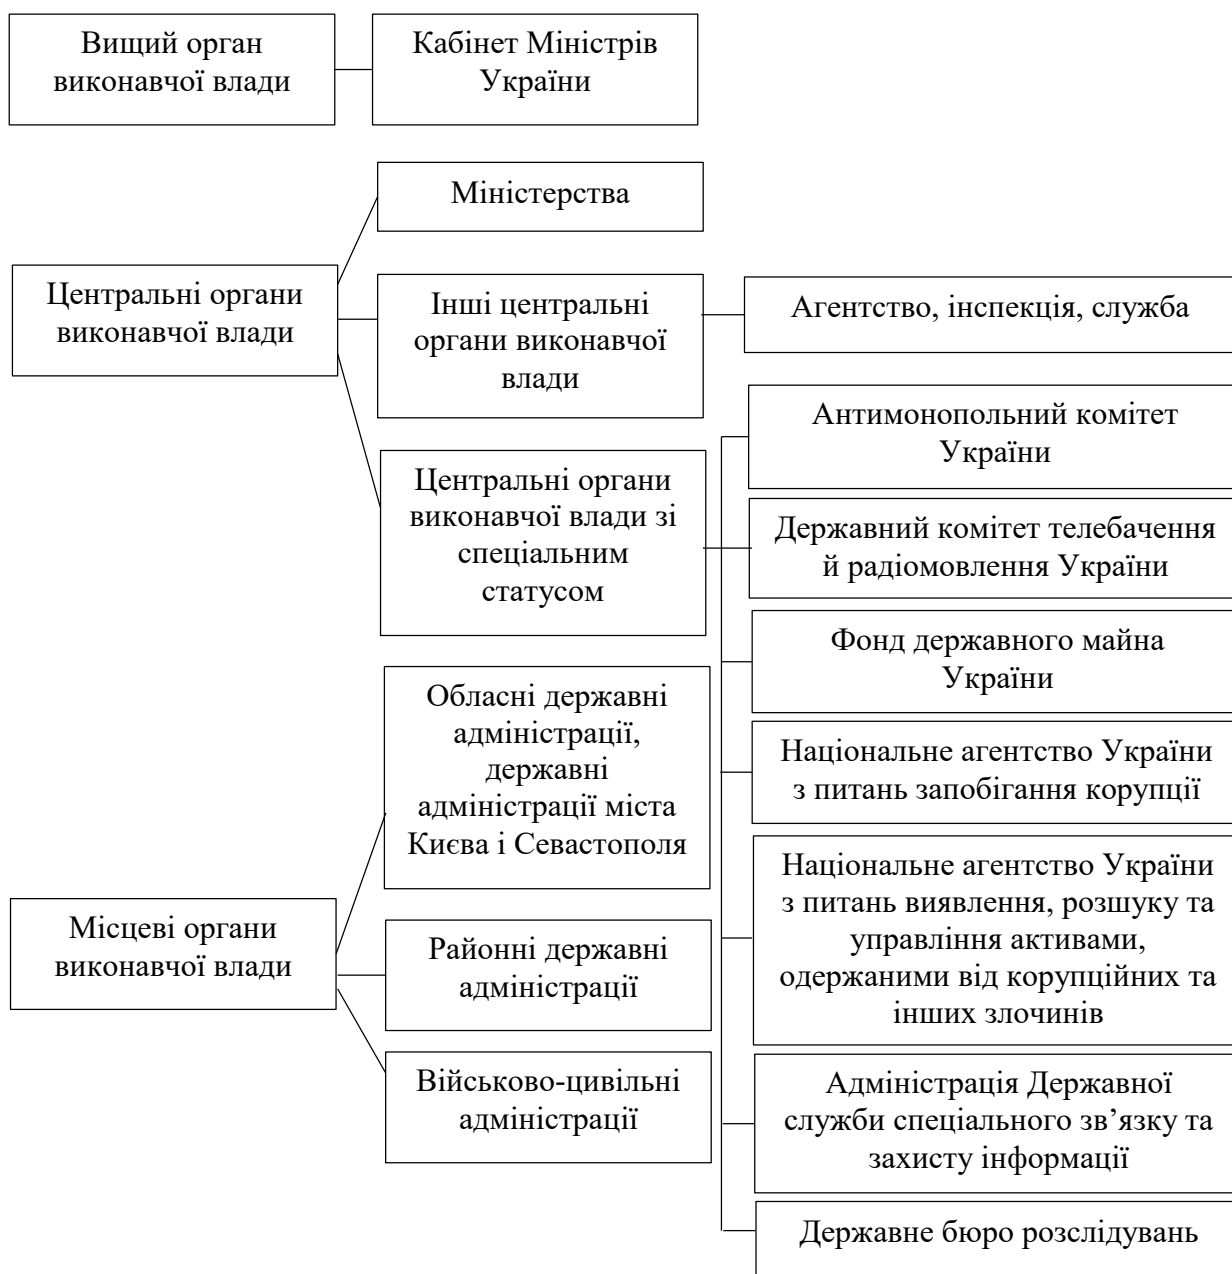 Вищий орган
виконавчої влади
Кабінет Міністрів
України
Центральні органи
виконавчої влади
Міністерства
Інші центральні
органи виконавчої
влади
Агентство, інспекція, служба
Центральні органи
виконавчої влади зі
спеціальним
статусом
Антимонопольний комітет
України
Державний комітет телебачення
й радіомовлення України
Фонд державного майна
України
Національне агентство України
з питань запобігання корупції
Національне агентство України
з питань виявлення, розшуку та
управління активами,
одержаними від корупційних та
інших злочинів
Адміністрація Державної
служби спеціального зв’язку та
захисту інформації
Державне бюро розслідувань
Місцеві органи
виконавчої влади
Обласні державні
адміністрації,
державні
адміністрації міста
Києва і Севастополя
Районні державні
адміністрації
Військово-цивільні
адміністрації